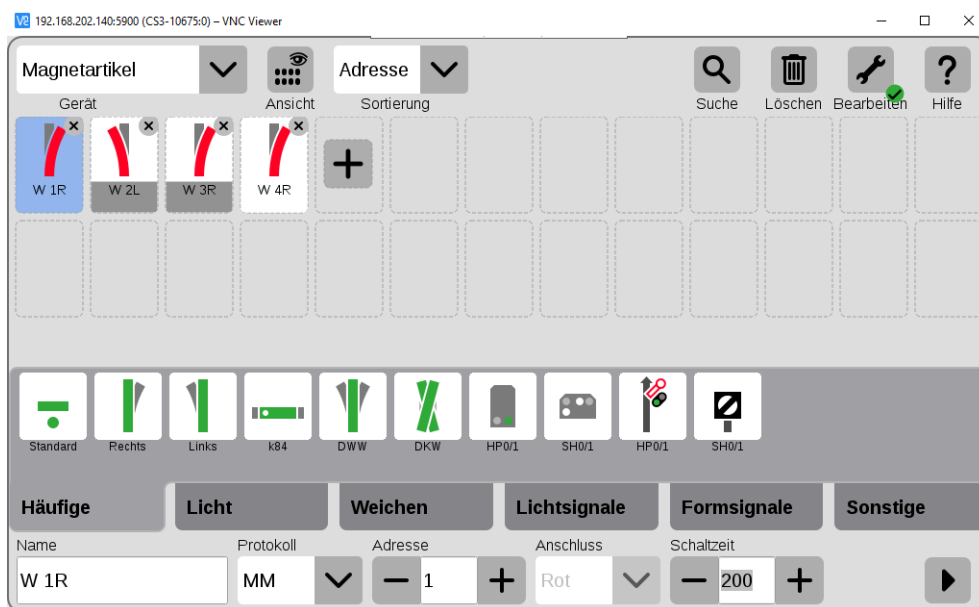 192.168.202.140:5900 (CS3-10675:0) – VNC Viewer
Magnetartikel
Adresse
Gerät Ansicht Sortierung Suche Löschen Bearbeiten Hilfe
W 1R W 2L W 3R W 4R
Standard Rechts Links k84 DWW DKW HP0/1 SH0/1 HP0/1 SH0/1
Häufige Licht Weichen Lichtsignale Formsignale Sonstige
Name Protokoll Adresse Anschluss Schaltzeit
W 1R MM 1 Rot 200